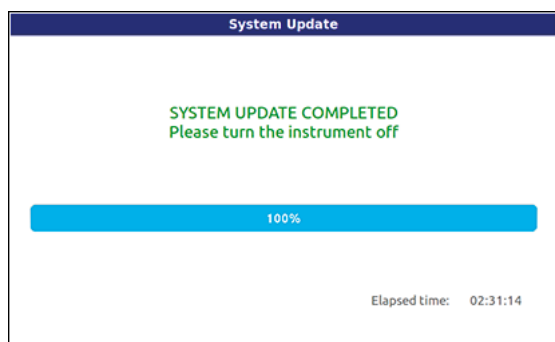 System Update
SYSTEM UPDATE COMPLETED
Please turn the instrument off
100%
Elapsed time: 02:31:14